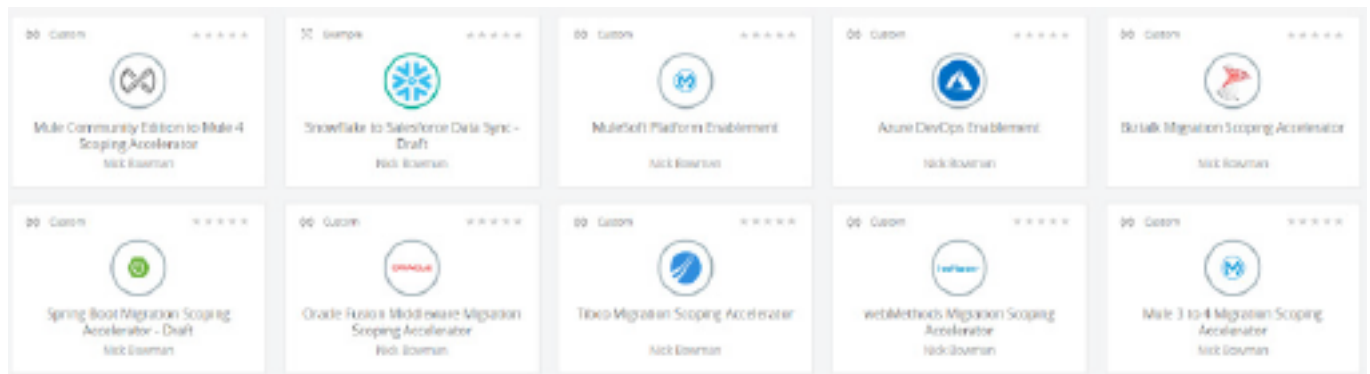 Custom
Mule Community Edition to Mule 4
Scoping Accelerator
Nick Bowman
Example
Snowflake to Salesforce Data Sync -
Draft
Nick Bowman
Custom
MuleSoft Platform Enablement
Nick Bowman
Custom
Azure DevOps Enablement
Nick Bowman
Custom
Biztalk Migration Scoping Accelerator
Nick Bowman
Custom
Spring Boot Migration Scoping
Accelerator - Draft
Nick Bowman
Custom
ORACLE
Oracle Fusion Middleware Migration
Scoping Accelerator
Nick Bowman
Custom
Tibco Migration Scoping Accelerator
Nick Bowman
Custom
webMethods Migration Scoping
Accelerator
Nick Bowman
Custom
Mule 3 to 4 Migration Scoping
Accelerator
Nick Bowman